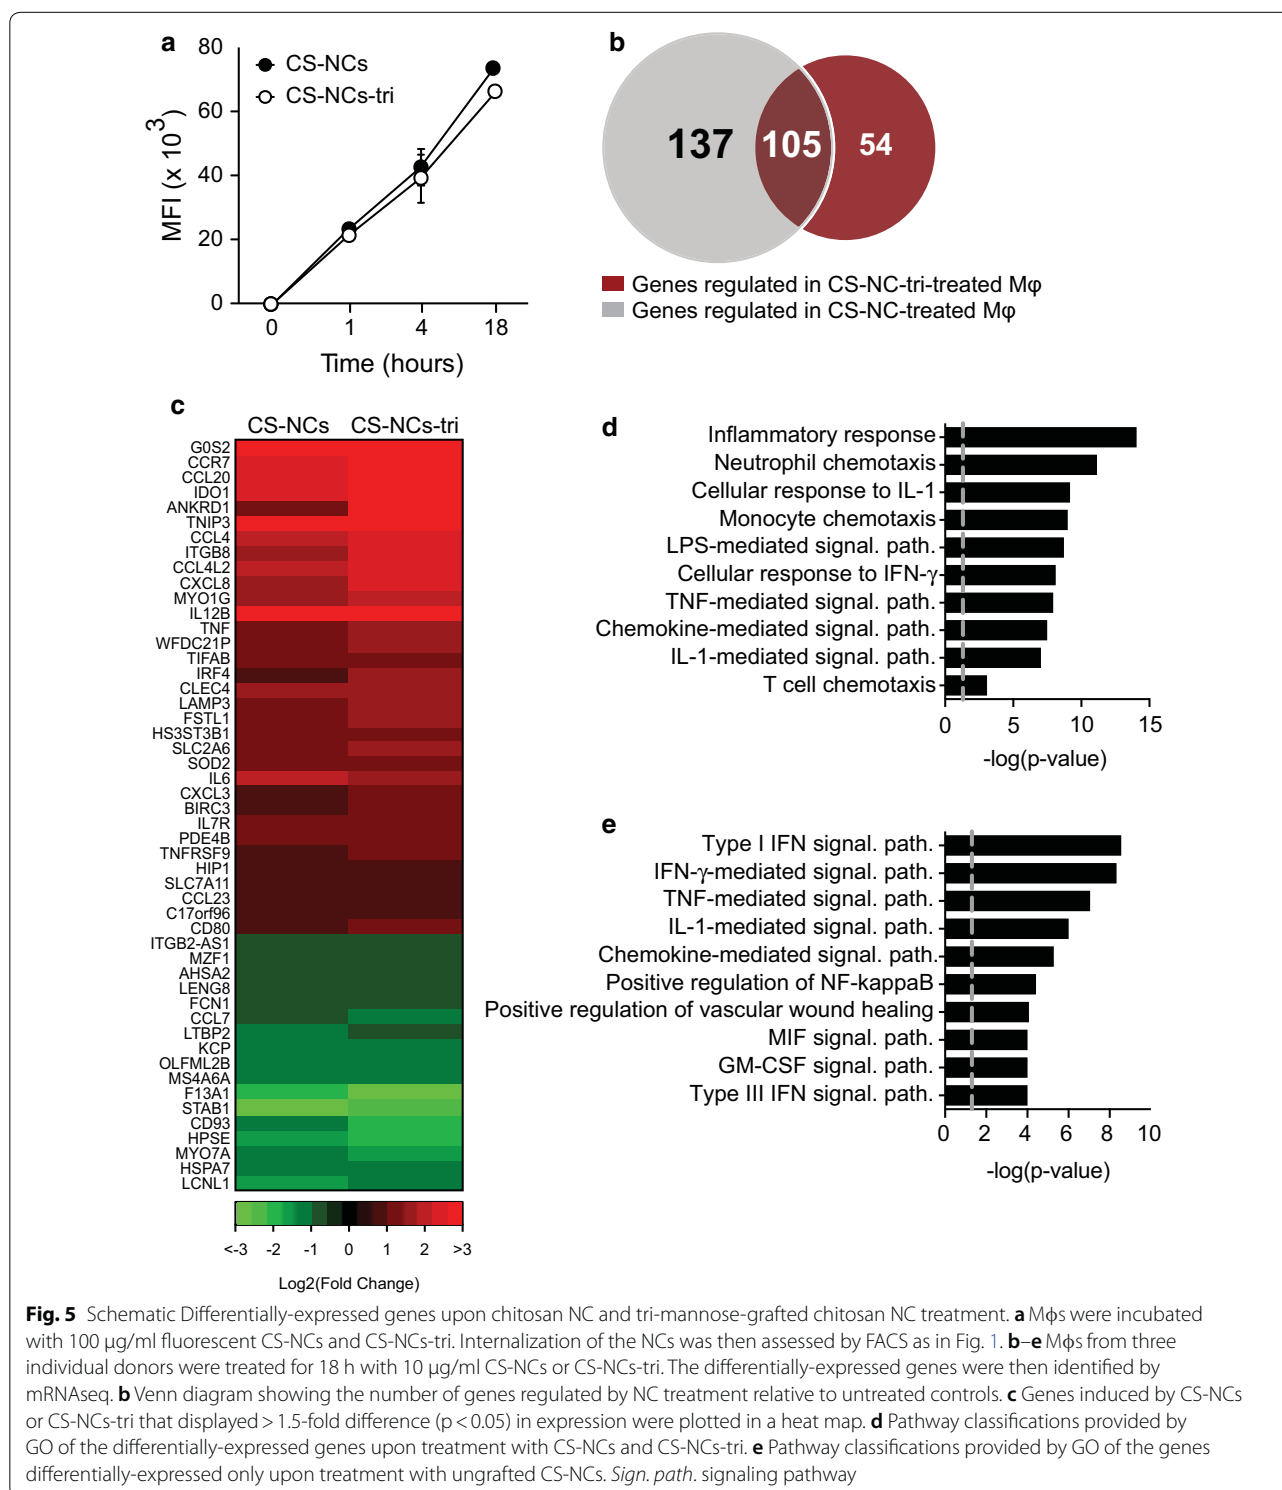 a
80
60
40
20
0
MFI (x 10³)
CS-NCs
CS-NCs-tri
0 1 4 18
Time (hours)
b
137 105 54
Genes regulated in CS-NC-tri-treated Mφ
Genes regulated in CS-NC-treated Mφ
c
CS-NCs CS-NCs-tri
G0S2
CCR7
CCL20
IDO1
ANKRD1
TNIP3
CCL4
ITGB8
CCL4L2
CXCL8
MYO1G
IL12B
TNF
WFDC21P
TIFAB
IRF4
CLEC4
LAMP3
FSTL1
HS3ST3B1
SLC2A6
SOD2
IL6
CXCL3
BIRC3
IL7R
PDE4B
TNFRSF9
HIP1
SLC7A11
CCL23
C17orf96
CD80
ITGB2-AS1
MZF1
AHSA2
LENG8
FCN1
CCL7
LTBP2
KCP
OLFML2B
MS4A6A
F13A1
STAB1
CD93
HPSE
MYO7A
HSPA7
LCNL1
<-3 -2 -1 0 1 2 >3
Log2(Fold Change)
d
Inflammatory response
Neutrophil chemotaxis
Cellular response to IL-1
Monocyte chemotaxis
LPS-mediated signal. path.
Cellular response to IFN-γ
TNF-mediated signal. path.
Chemokine-mediated signal. path.
IL-1-mediated signal. path.
T cell chemotaxis
0 5 10 15
-log(p-value)
e
Type I IFN signal. path.
IFN-γ-mediated signal. path.
TNF-mediated signal. path.
IL-1-mediated signal. path.
Chemokine-mediated signal. path.
Positive regulation of NF-kappaB
Positive regulation of vascular wound healing
MIF signal. path.
GM-CSF signal. path.
Type III IFN signal. path.
0 2 4 6 8 10
-log(p-value)
Fig. 5 Schematic Differentially-expressed genes upon chitosan NC and tri-mannose-grafted chitosan NC treatment. a Mϕs were incubated
with 100 µg/ml fluorescent CS-NCs and CS-NCs-tri. Internalization of the NCs was then assessed by FACS as in Fig. 1. b–e Mϕs from three
individual donors were treated for 18 h with 10 µg/ml CS-NCs or CS-NCs-tri. The differentially-expressed genes were then identified by
mRNAseq. b Venn diagram showing the number of genes regulated by NC treatment relative to untreated controls. c Genes induced by CS-NCs
or CS-NCs-tri that displayed > 1.5-fold difference (p < 0.05) in expression were plotted in a heat map. d Pathway classifications provided by
GO of the differentially-expressed genes upon treatment with CS-NCs and CS-NCs-tri. e Pathway classifications provided by GO of the genes
differentially-expressed only upon treatment with ungrafted CS-NCs. Sign. path. signaling pathway